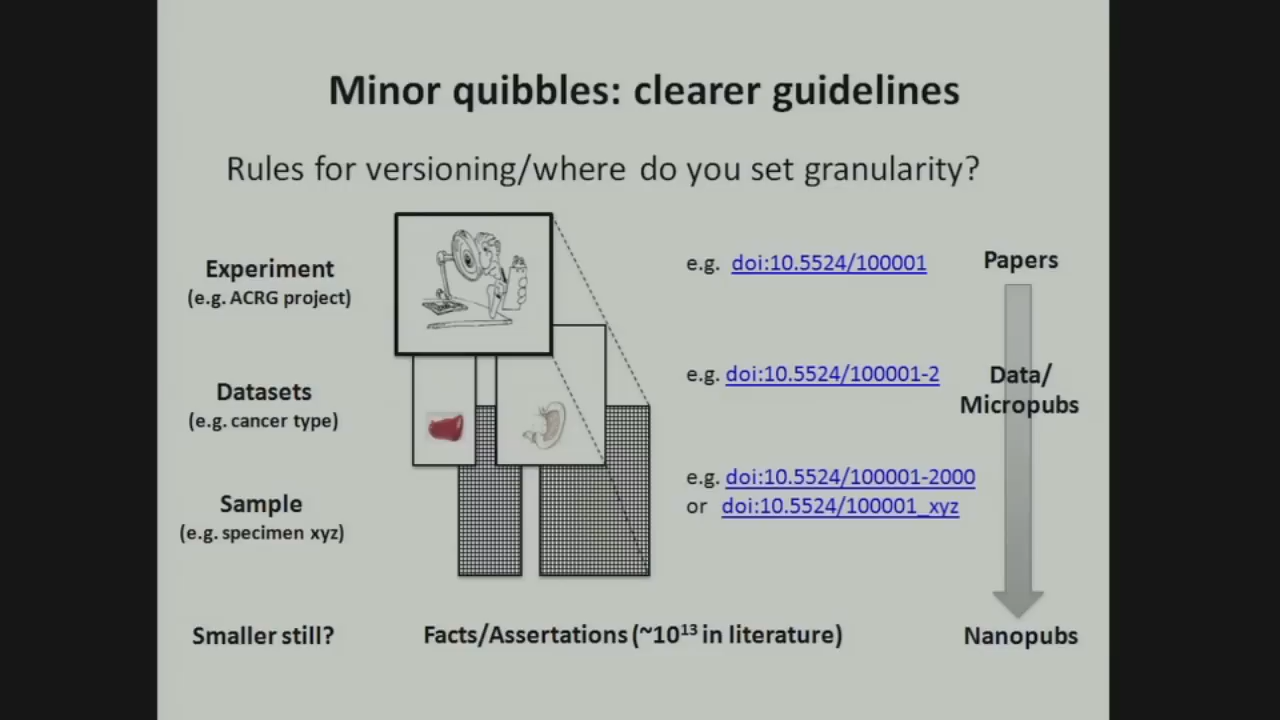 Minor quibbles: clearer guidelines
Rules for versioning/where do you set granularity?
Experiment
(e.g. ACRG project)
e.g. doi:10.5524/100001
Papers
Datasets
(e.g. cancer type)
e.g. doi:10.5524/100001-2
Data/
Micropubs
Sample
(e.g. specimen xyz)
e.g. doi:10.5524/100001-2000
or doi:10.5524/100001_xyz
Smaller still?
Facts/Assertations (~10¹³ in literature)
Nanopubs